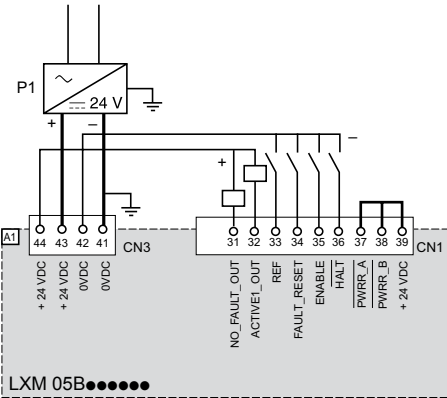 P1
24 V
+
−
+
−
A1
44
43
42
41
CN3
31
32
33
34
35
36
37
38
39
CN1
+ 24 VDC
+ 24 VDC
0VDC
0VDC
NO_FAULT_OUT
ACTIVE1_OUT
REF
FAULT_RESET
ENABLE
HALT
PWRR_A
PWRR_B
+ 24 VDC
LXM 05B●●●●●●